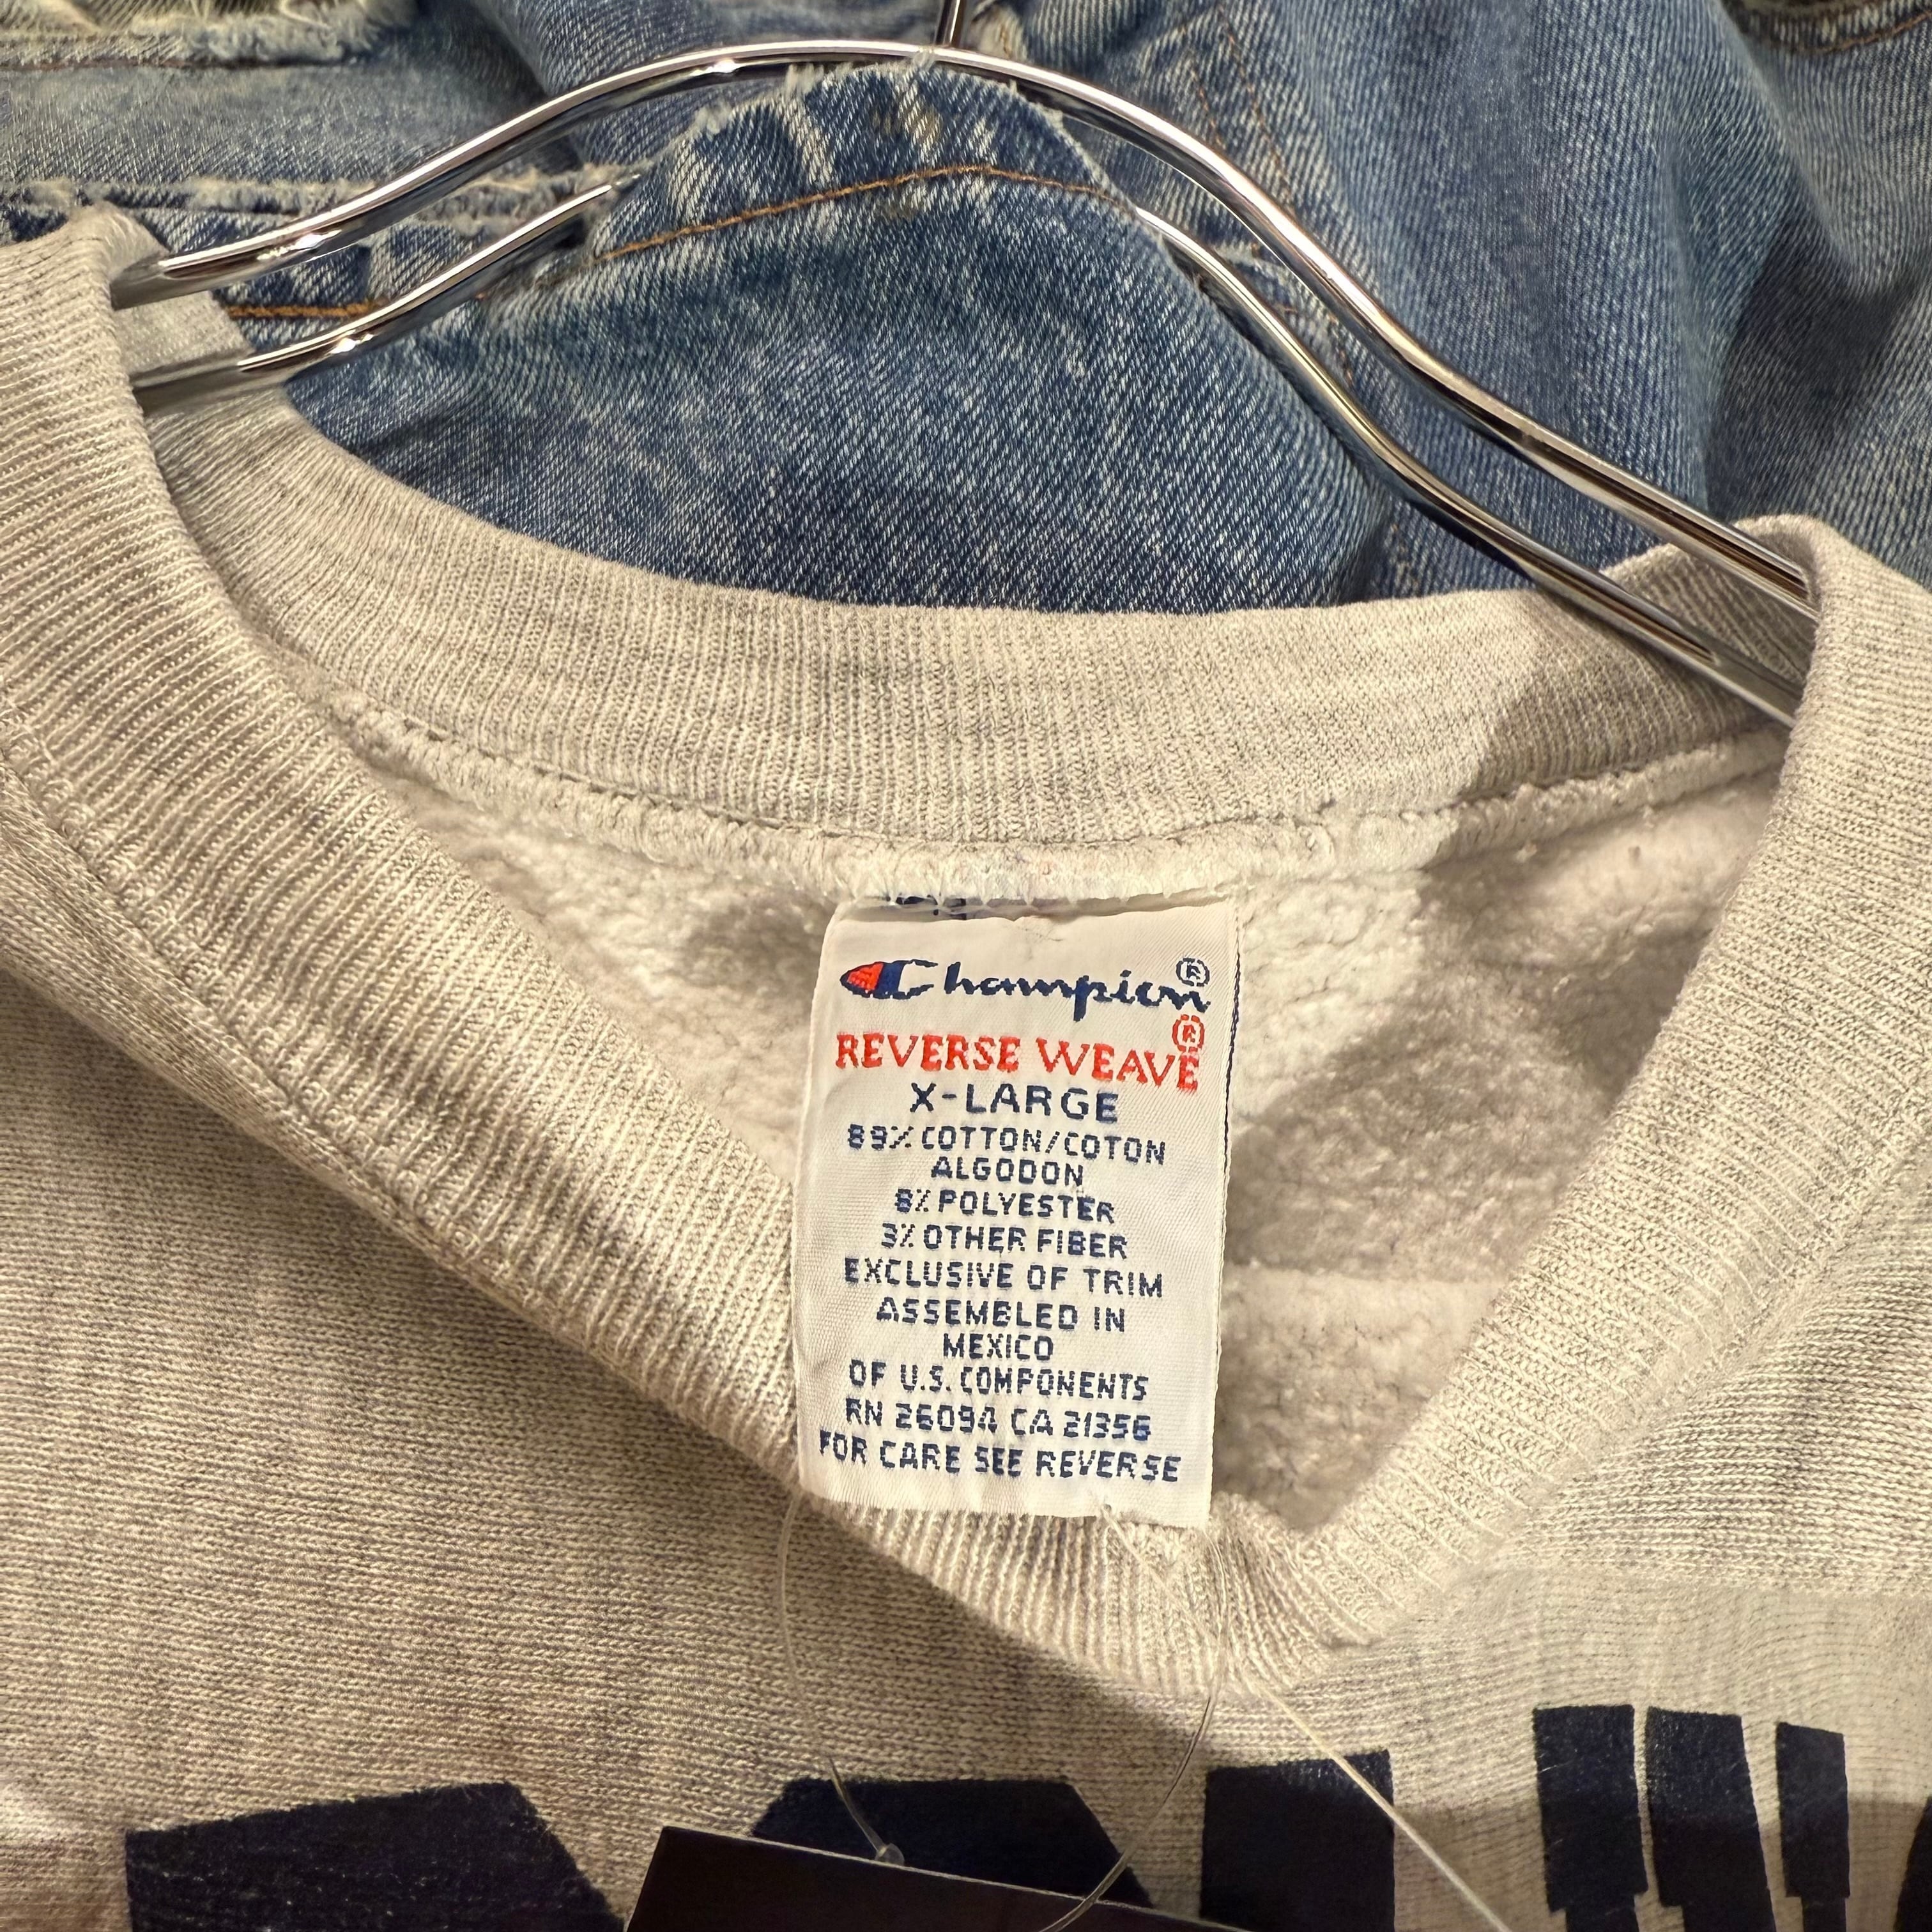 Champion®
REVERSE WEAVE®
X-LARGE
89% COTTON/COTON
ALGODON
8% POLYESTER
3% OTHER FIBER
EXCLUSIVE OF TRIM
ASSEMBLED IN
MEXICO
OF U.S. COMPONENTS
RN 26094 CA 21356
FOR CARE SEE REVERSE